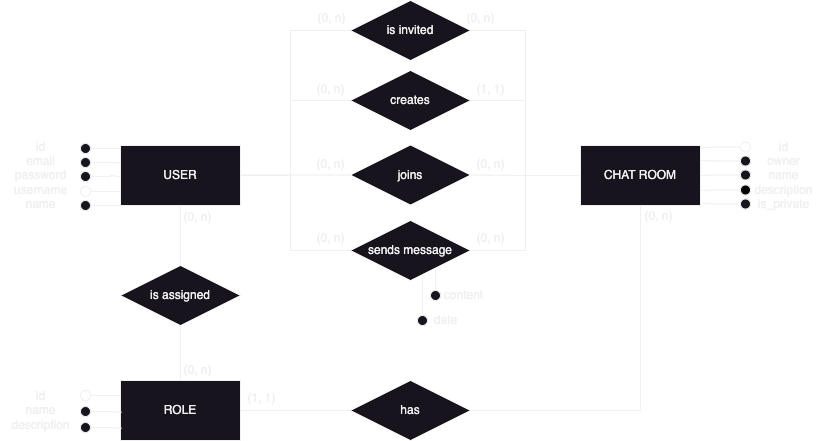 (0, n)
is invited
(0, n)
(0, n)
creates
(1, 1)
id
email
password
username
name
USER
(0, n)
joins
(0, n)
CHAT ROOM
id
owner
name
description
is_private
(0, n)
(0, n)
sends message
(0, n)
(0, n)
content
date
is assigned
(0, n)
id
name
description
ROLE
(1, 1)
has